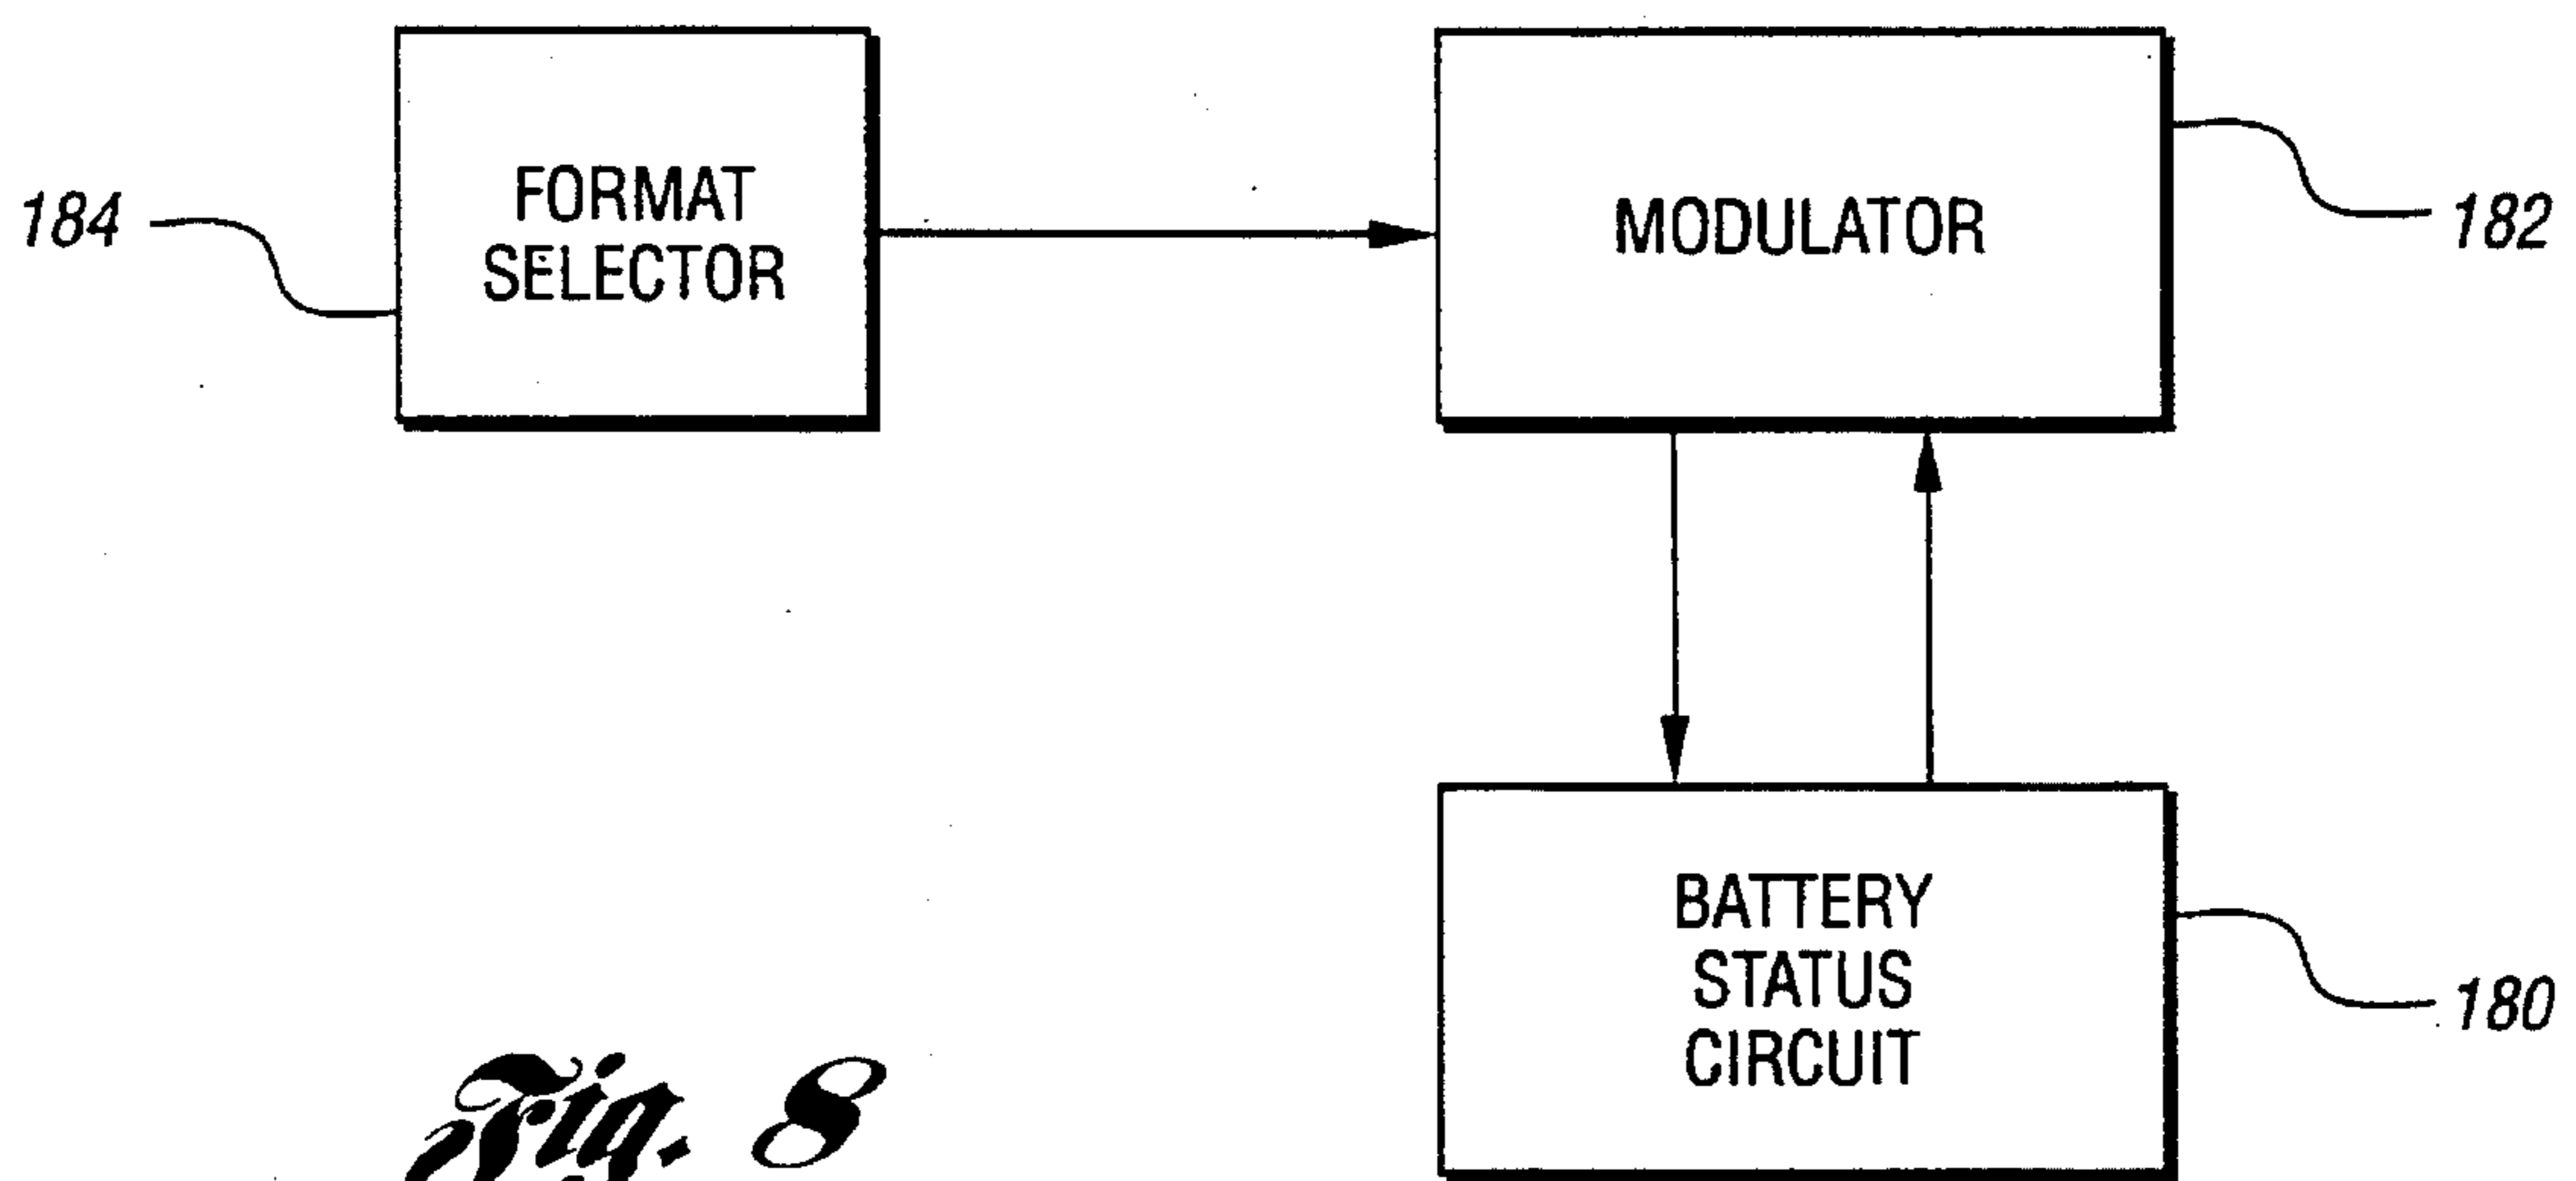 FORMAT
SELECTOR
184
MODULATOR
182
BATTERY
STATUS
CIRCUIT
180
Fig. 8